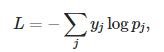 L = −∑_j y_j log p_j,